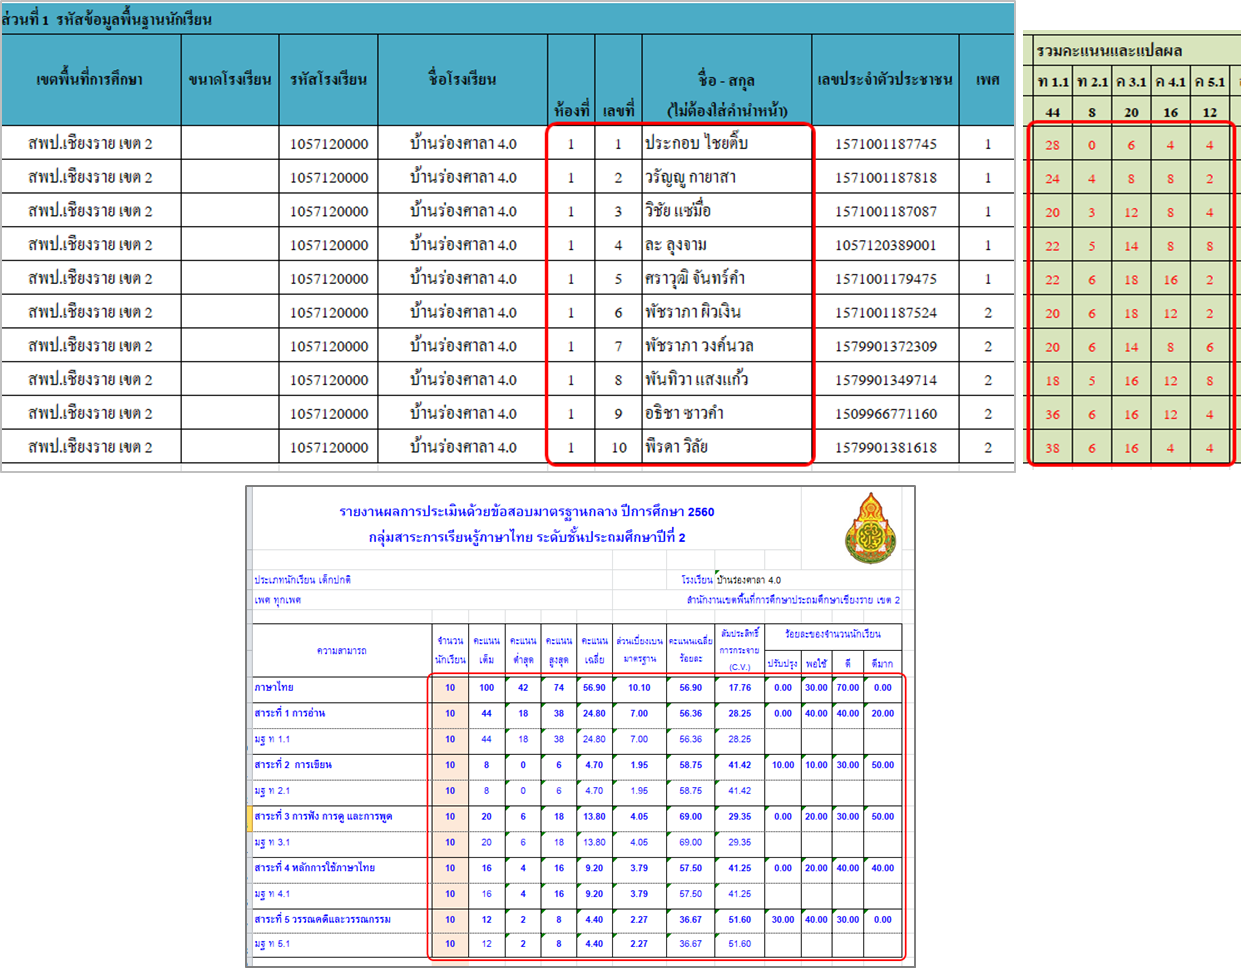 ส่วนที่ 1 รหัสข้อมูลพื้นฐานนักเรียน
เขตพื้นที่การศึกษา ขนาดโรงเรียน รหัสโรงเรียน ชื่อโรงเรียน ห้องที่ เลขที่ ชื่อ - สกุล (ไม่ต้องใส่คำนำหน้า) เลขประจำตัวประชาชน เพศ
สพป.เชียงราย เขต 2 1057120000 บ้านร่องศาลา 4.0 1 1 ประกอบ ไชยติ๊บ 1571001187745 1
สพป.เชียงราย เขต 2 1057120000 บ้านร่องศาลา 4.0 1 2 วรัญญู กายาสา 1571001187818 1
สพป.เชียงราย เขต 2 1057120000 บ้านร่องศาลา 4.0 1 3 วิชัย แซ่มื่อ 1571001187087 1
สพป.เชียงราย เขต 2 1057120000 บ้านร่องศาลา 4.0 1 4 ละ ลุงจาม 1057120389001 1
สพป.เชียงราย เขต 2 1057120000 บ้านร่องศาลา 4.0 1 5 ศราวุฒิ จันทร์คำ 1571001179475 1
สพป.เชียงราย เขต 2 1057120000 บ้านร่องศาลา 4.0 1 6 พัชราภา ผิวเงิน 1571001187524 2
สพป.เชียงราย เขต 2 1057120000 บ้านร่องศาลา 4.0 1 7 พัชราภา วงค์นวล 1579901372309 2
สพป.เชียงราย เขต 2 1057120000 บ้านร่องศาลา 4.0 1 8 พันทิวา แสงแก้ว 1579901349714 2
สพป.เชียงราย เขต 2 1057120000 บ้านร่องศาลา 4.0 1 9 อธิชา ซาวคำ 1509966771160 2
สพป.เชียงราย เขต 2 1057120000 บ้านร่องศาลา 4.0 1 10 พีรดา วิลัย 1579901381618 2
รวมคะแนนและแปลผล
ท 1.1 ท 2.1 ค 3.1 ค 4.1 ค 5.1
44 8 20 16 12
28 0 6 4 4
24 4 8 8 2
20 3 12 8 4
22 5 14 8 8
22 6 18 16 2
20 6 18 12 2
20 6 14 8 6
18 5 16 12 8
36 6 16 12 4
38 6 16 4 4
รายงานผลการประเมินด้วยข้อสอบมาตรฐานกลาง ปีการศึกษา 2560
กลุ่มสาระการเรียนรู้ภาษาไทย ระดับชั้นประถมศึกษาปีที่ 2
ประเภทนักเรียน เด็กปกติ โรงเรียน บ้านร่องศาลา 4.0
เพศ ทุกเพศ สำนักงานเขตพื้นที่การศึกษาประถมศึกษาเชียงราย เขต 2
ความสามารถ จำนวนนักเรียน คะแนนเต็ม คะแนนต่ำสุด คะแนนสูงสุด คะแนนเฉลี่ย ส่วนเบี่ยงเบนมาตรฐาน คะแนนเฉลี่ยร้อยละ สัมประสิทธิ์การกระจาย (C.V.) ร้อยละของจำนวนนักเรียน
ปรับปรุง พอใช้ ดี ดีมาก
ภาษาไทย 10 100 42 74 56.90 10.10 56.90 17.76 0.00 30.00 70.00 0.00
สาระที่ 1 การอ่าน 10 44 18 38 24.80 7.00 56.36 28.25 0.00 40.00 40.00 20.00
มฐ ท 1.1 10 44 18 38 24.80 7.00 56.36 28.25
สาระที่ 2 การเขียน 10 8 0 6 4.70 1.95 58.75 41.42 10.00 10.00 30.00 50.00
มฐ ท 2.1 10 8 0 6 4.70 1.95 58.75 41.42
สาระที่ 3 การฟัง การดู และการพูด 10 20 6 18 13.80 4.05 69.00 29.35 0.00 20.00 30.00 50.00
มฐ ท 3.1 10 20 6 18 13.80 4.05 69.00 29.35
สาระที่ 4 หลักการใช้ภาษาไทย 10 16 4 16 9.20 3.79 57.50 41.25 0.00 20.00 40.00 40.00
มฐ ท 4.1 10 16 4 16 9.20 3.79 57.50 41.25
สาระที่ 5 วรรณคดีและวรรณกรรม 10 12 2 8 4.40 2.27 36.67 51.60 30.00 40.00 30.00 0.00
มฐ ท 5.1 10 12 2 8 4.40 2.27 36.67 51.60